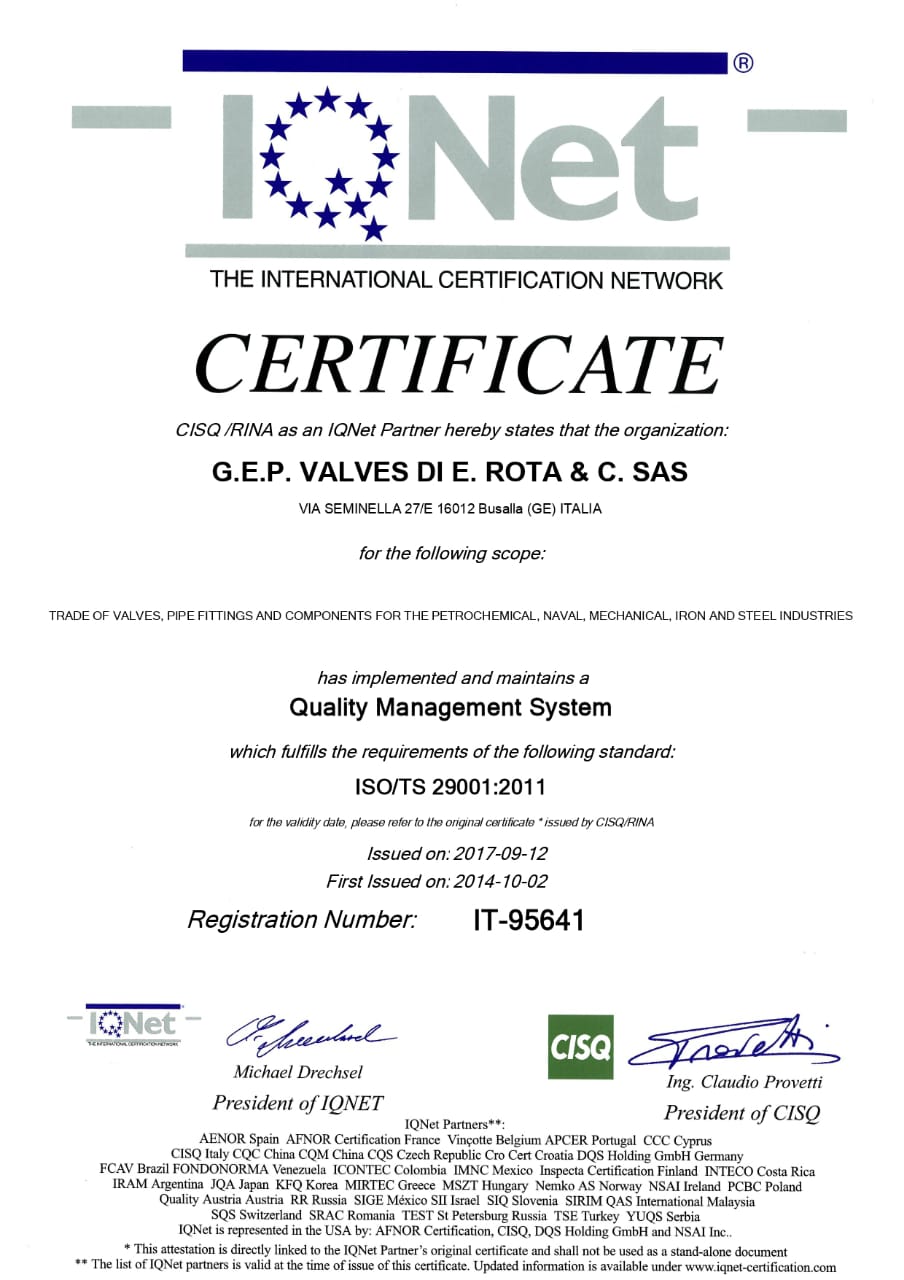 ®
IQNet
THE INTERNATIONAL CERTIFICATION NETWORK
CERTIFICATE
CISQ /RINA as an IQNet Partner hereby states that the organization:
G.E.P. VALVES DI E. ROTA & C. SAS
VIA SEMINELLA 27/E 16012 Busalla (GE) ITALIA
for the following scope:
TRADE OF VALVES, PIPE FITTINGS AND COMPONENTS FOR THE PETROCHEMICAL, NAVAL, MECHANICAL, IRON AND STEEL INDUSTRIES
has implemented and maintains a
Quality Management System
which fulfills the requirements of the following standard:
ISO/TS 29001:2011
for the validity date, please refer to the original certificate * issued by CISQ/RINA
Issued on: 2017-09-12
First Issued on: 2014-10-02
Registration Number: IT-95641
IQNet
THE INTERNATIONAL CERTIFICATION NETWORK
Michael Drechsel
President of IQNET
CISQ
Provetti
Ing. Claudio Provetti
President of CISQ
IQNet Partners**:
AENOR Spain AFNOR Certification France Vinçotte Belgium APCER Portugal CCC Cyprus
CISQ Italy CQC China CQM China CQS Czech Republic Cro Cert Croatia DQS Holding GmbH Germany
FCAV Brazil FONDONORMA Venezuela ICONTEC Colombia IMNC Mexico Inspecta Certification Finland INTECO Costa Rica
IRAM Argentina JQA Japan KFQ Korea MIRTEC Greece MSZT Hungary Nemko AS Norway NSAI Ireland PCBC Poland
Quality Austria Austria RR Russia SIGE México SII Israel SIQ Slovenia SIRIM QAS International Malaysia
SQS Switzerland SRAC Romania TEST St Petersburg Russia TSE Turkey YUQS Serbia
IQNet is represented in the USA by: AFNOR Certification, CISQ, DQS Holding GmbH and NSAI Inc..
* This attestation is directly linked to the IQNet Partner's original certificate and shall not be used as a stand-alone document
** The list of IQNet partners is valid at the time of issue of this certificate. Updated information is available under www.iqnet-certification.com